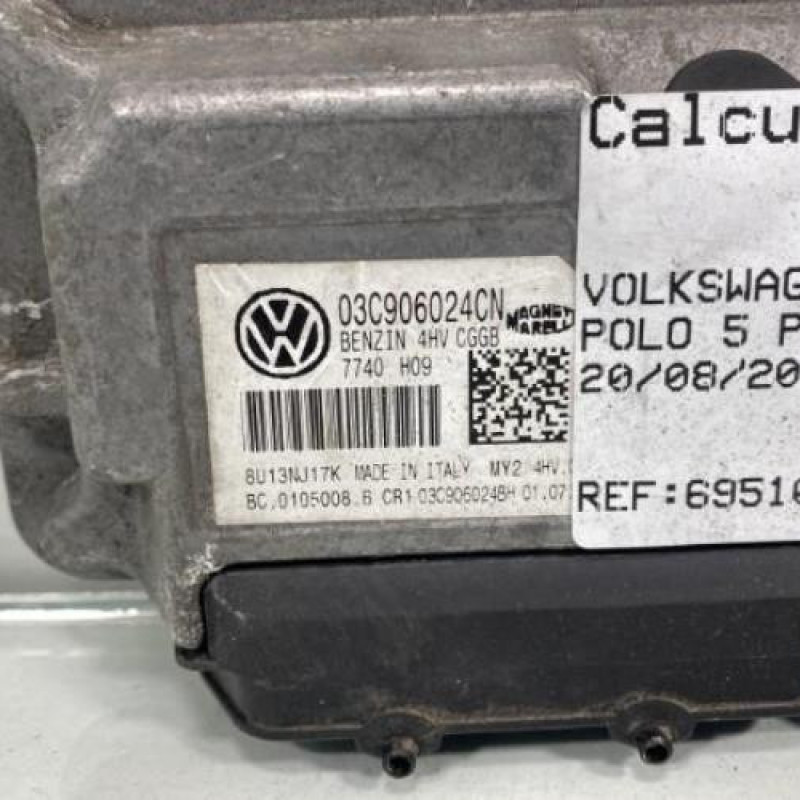 03C906024CN
BENZIN 4HV CGGB
MAGNETI MARELLI
7740 H09
8U13NJ17K MADE IN ITALY MY2 4HV.
BC.0105008.6 CR1 03C906024BH 01.07
Calcu
VOLKSWAG
POLO 5 P
20/08/20
REF:69510